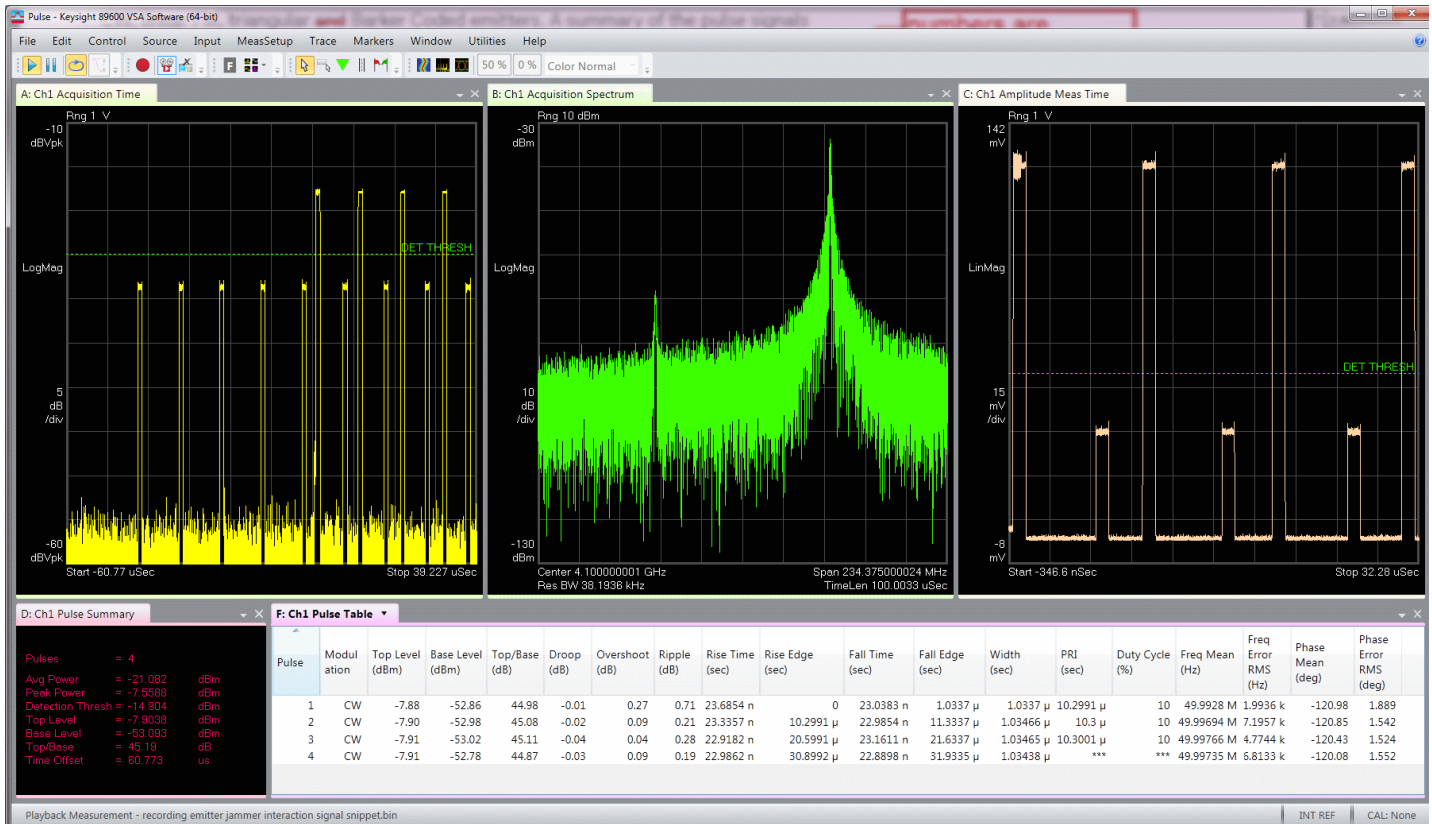 Pulse - Keysight 89600 VSA Software (64-bit)
triangular and Barker Coded emitters. A summary of the pulse signals
numbers are
File Edit Control Source Input MeasSetup Trace Markers Window Utilities Help
50 % 0 % Color Normal
A: Ch1 Acquisition Time
Rng 1 V
-10
dBVpk
DET THRESH
LogMag
5
dB
/div
-60
dBVpk
Start -60.77 uSec Stop 39.227 uSec
B: Ch1 Acquisition Spectrum
Rng 10 dBm
-30
dBm
LogMag
10
dB
/div
-130
dBm
Center 4.100000001 GHz Span 234.375000024 MHz
Res BW 38.1936 kHz TimeLen 100.0033 uSec
C: Ch1 Amplitude Meas Time
Rng 1 V
142
mV
LinMag
DET THRESH
15
mV
/div
-8
mV
Start -346.6 nSec Stop 32.28 uSec
D: Ch1 Pulse Summary
Pulses = 4
Avg Power = -21.082 dBm
Peak Power = -7.5588 dBm
Detection Thresh = -14.904 dBm
Top Level = -7.9038 dBm
Base Level = -53.093 dBm
Top/Base = 45.19 dB
Time Offset = 60.773 us
F: Ch1 Pulse Table
Pulse Modul ation Top Level (dBm) Base Level (dBm) Top/Base (dB) Droop (dB) Overshoot (dB) Ripple (dB) Rise Time (sec) Rise Edge (sec) Fall Time (sec) Fall Edge (sec) Width (sec) PRI (sec) Duty Cycle (%) Freq Mean (Hz) Freq Error RMS (Hz) Phase Mean (deg) Phase Error RMS (deg)
1 CW -7.88 -52.86 44.98 -0.01 0.27 0.71 23.6854 n 0 23.0383 n 1.0337 µ 1.0337 µ 10.2991 µ 10 49.9928 M 1.9936 k -120.98 1.889
2 CW -7.90 -52.98 45.08 -0.02 0.09 0.21 23.3357 n 10.2991 µ 22.9854 n 11.3337 µ 1.03466 µ 10.3 µ 10 49.99694 M 7.1957 k -120.85 1.542
3 CW -7.91 -53.02 45.11 -0.04 0.04 0.28 22.9182 n 20.5991 µ 23.1611 n 21.6337 µ 1.03465 µ 10.3001 µ 10 49.99766 M 4.7744 k -120.43 1.524
4 CW -7.91 -52.78 44.87 -0.03 0.09 0.19 22.9862 n 30.8992 µ 22.8898 n 31.9335 µ 1.03438 µ *** *** 49.99735 M 6.8133 k -120.08 1.552
Playback Measurement - recording emitter jammer interaction signal snippet.bin INT REF CAL: None